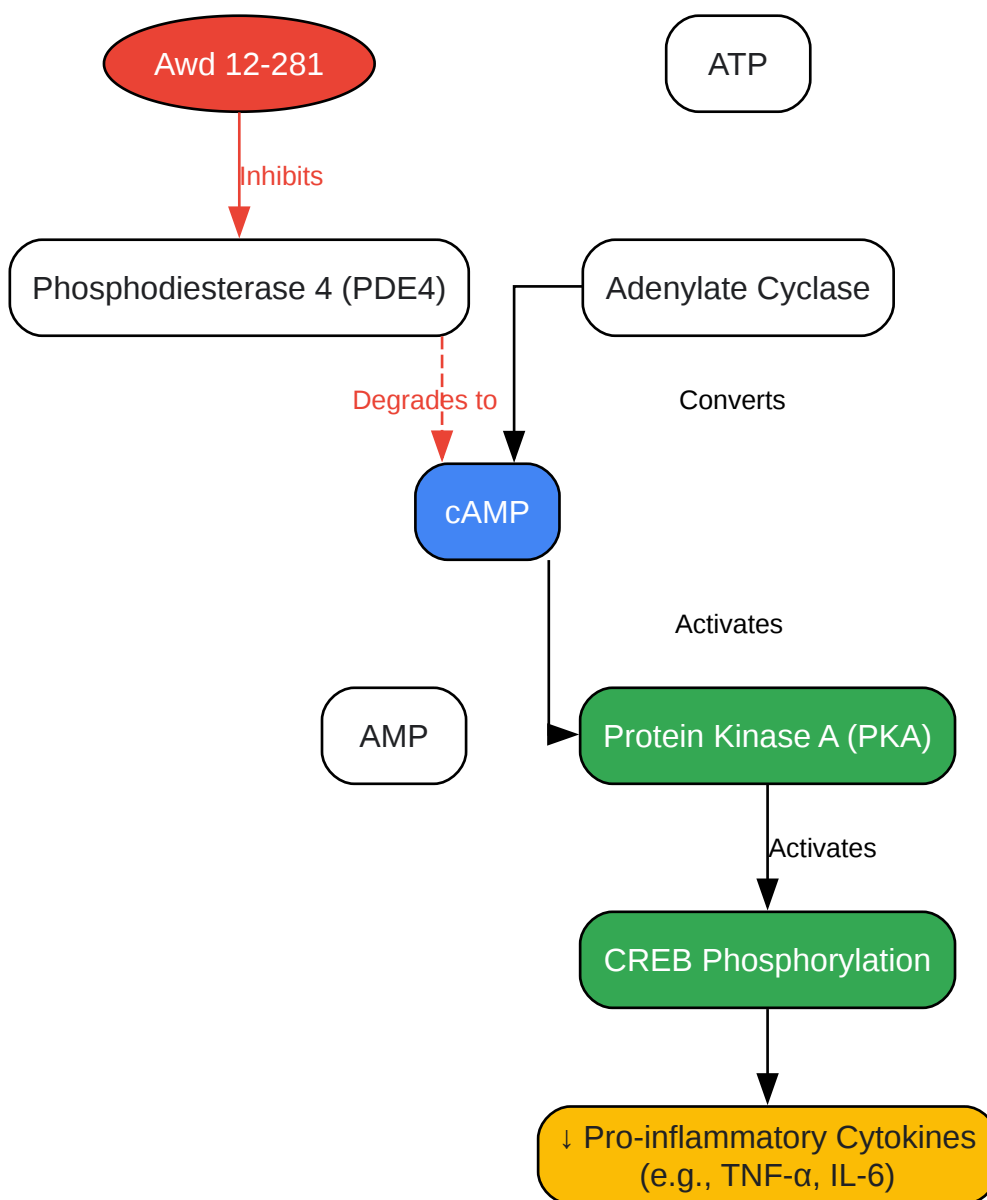 Awd 12-281
ATP
Inhibits
Phosphodiesterase 4 (PDE4)
Adenylate Cyclase
Degrades to
Converts
cAMP
Activates
AMP
Protein Kinase A (PKA)
Activates
CREB Phosphorylation
↓ Pro-inflammatory Cytokines
(e.g., TNF-α, IL-6)